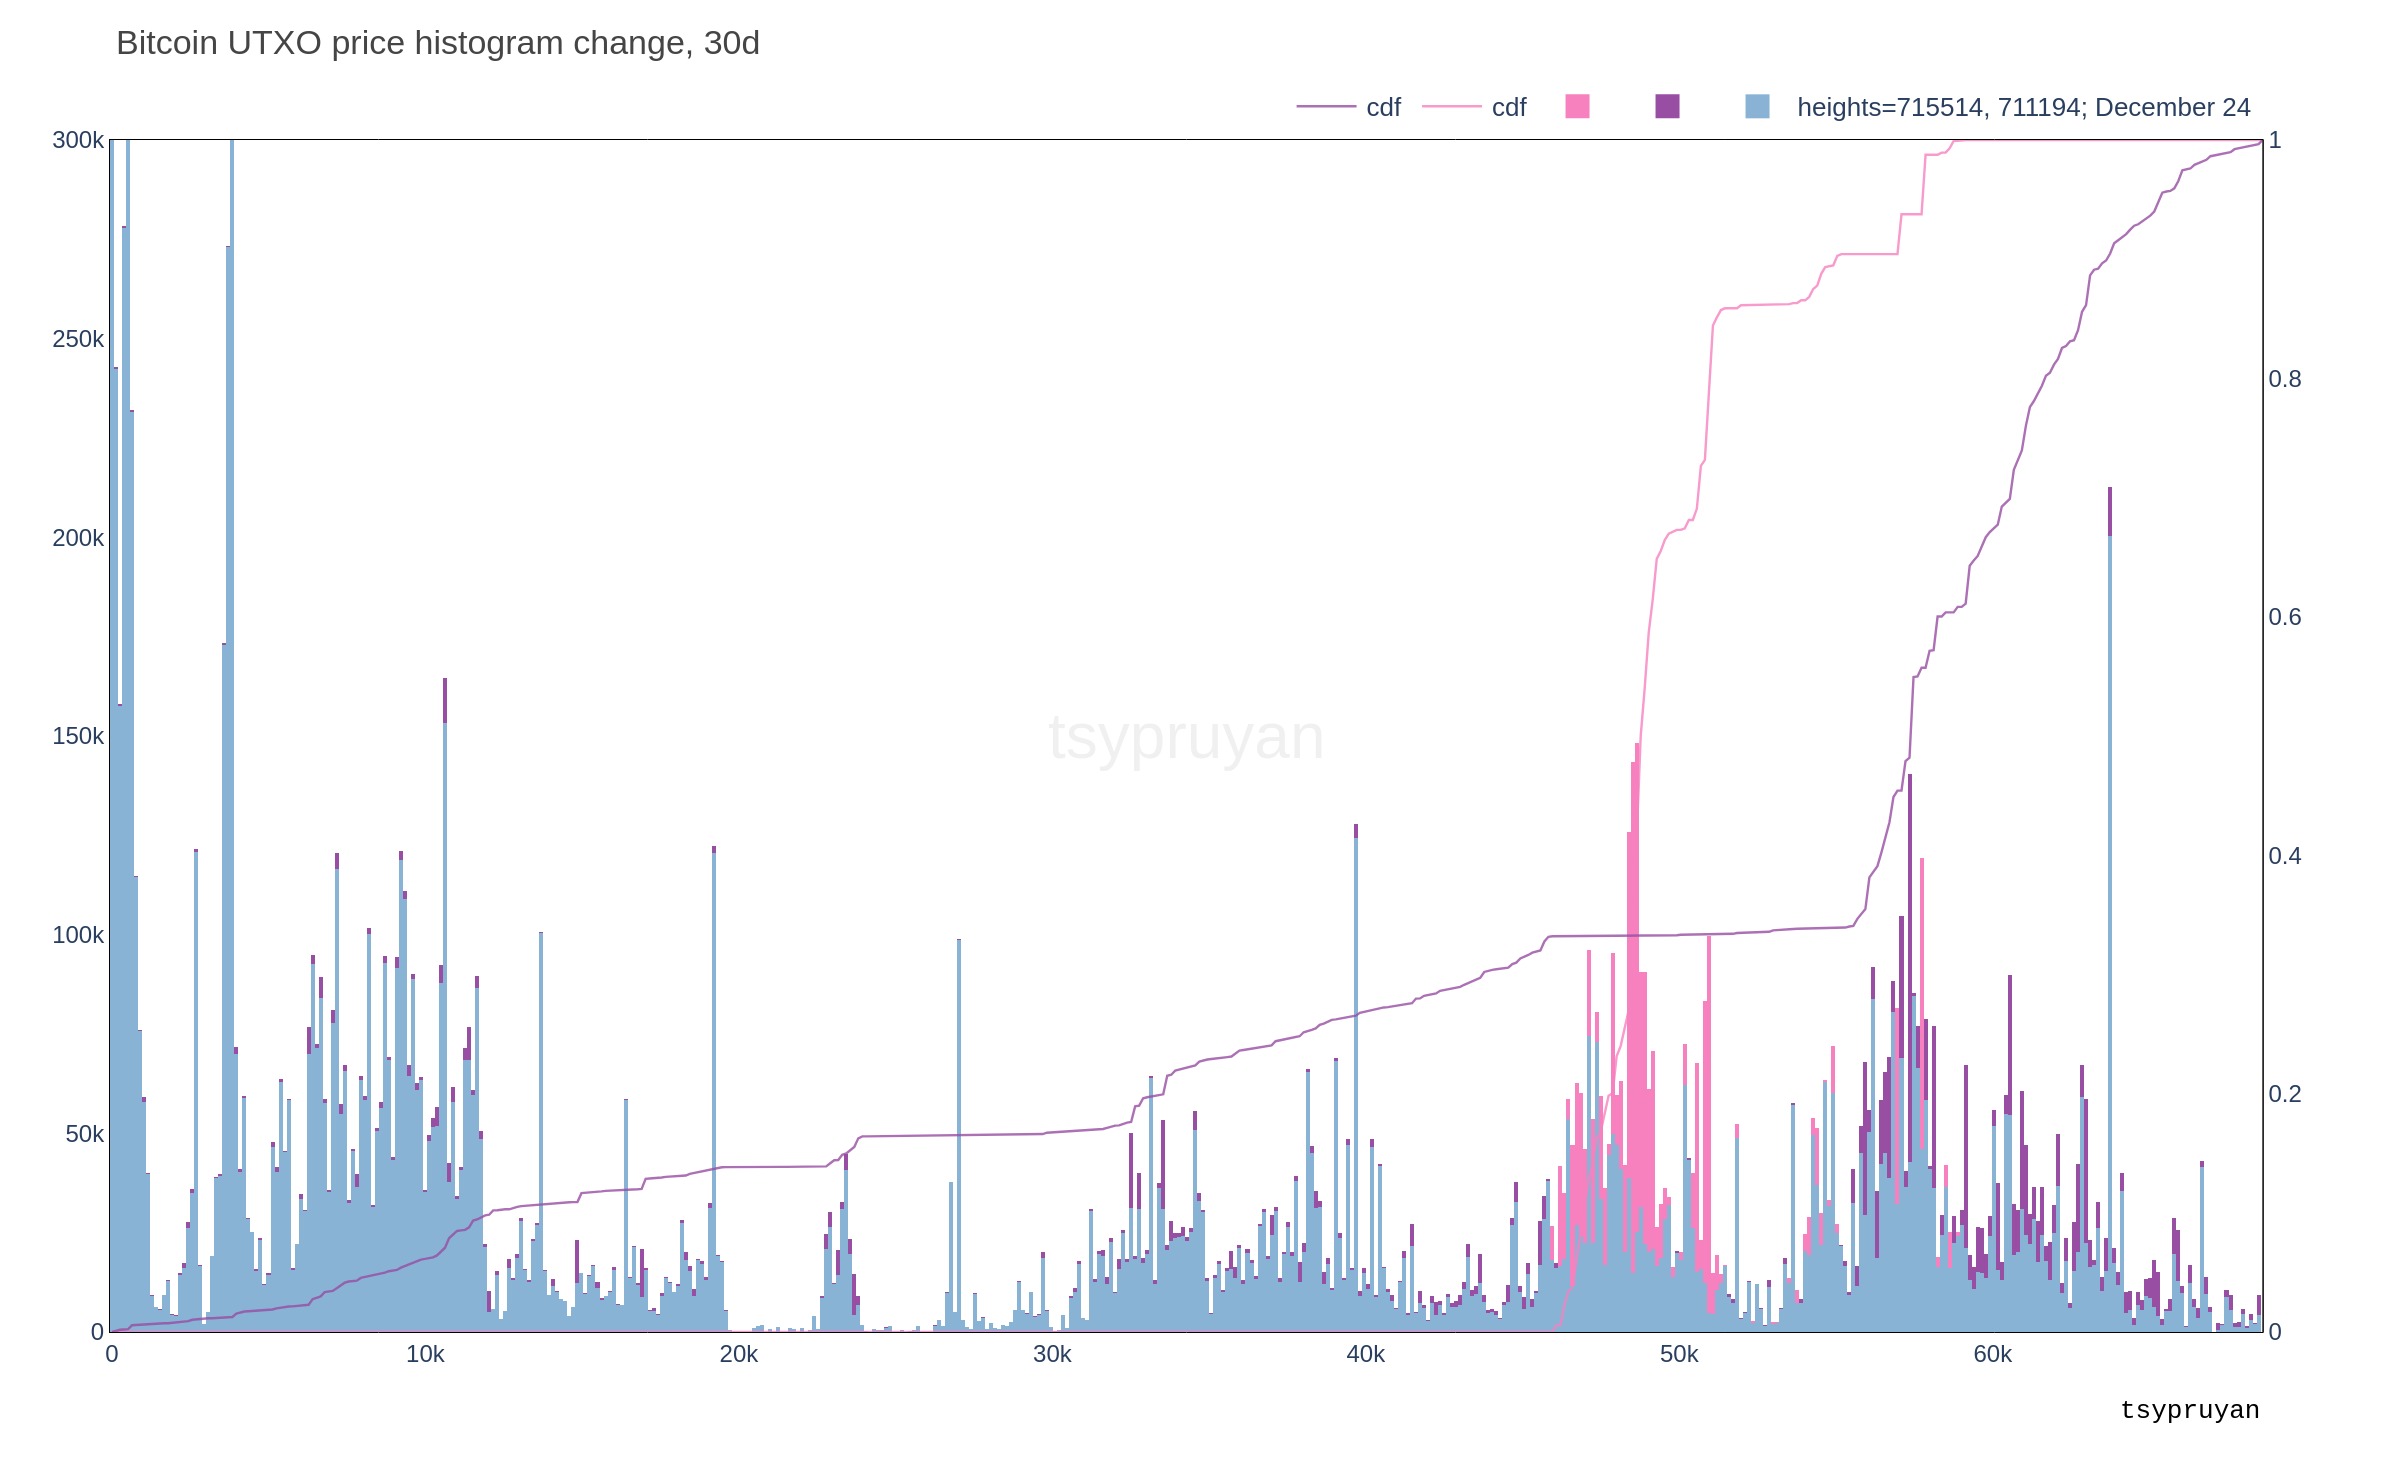 Bitcoin UTXO price histogram change, 30d
cdf cdf heights=715514, 711194; December 24
300k 1
250k
0.8
200k
0.6
150k
tsypruyan
0.4
100k
0.2
50k
0 0
0 10k 20k 30k 40k 50k 60k
tsypruyan